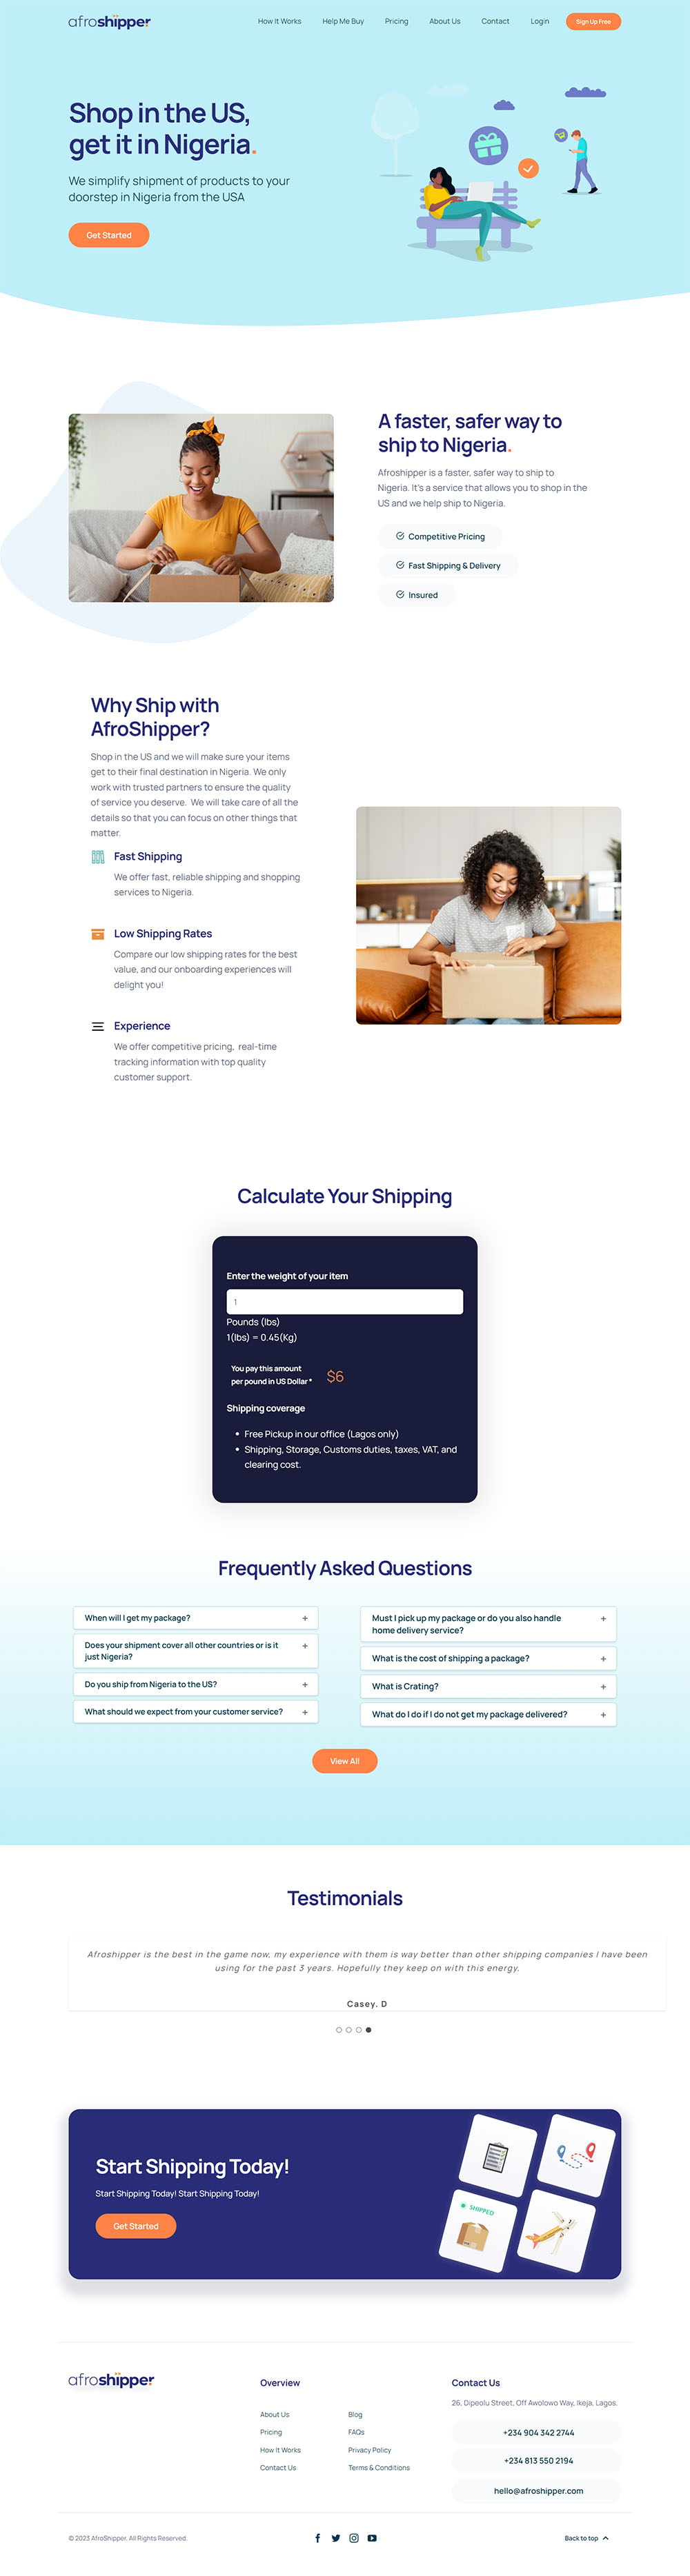 afroshipper
How It Works
Help Me Buy
Pricing
About Us
Contact
Login
Sign Up Free
Shop in the US,
get it in Nigeria.
We simplify shipment of products to your
doorstep in Nigeria from the USA
Get Started
A faster, safer way to
ship to Nigeria.
Afroshipper is a faster, safer way to ship to
Nigeria. It's a service that allows you to shop in the
US and we help ship to Nigeria.
Competitive Pricing
Fast Shipping & Delivery
Insured
Why Ship with
AfroShipper?
Shop in the US and we will make sure your items
get to their final destination in Nigeria. We only
work with trusted partners to ensure the quality
of service you deserve. We will take care of all the
details so that you can focus on other things that
matter.
Fast Shipping
We offer fast, reliable shipping and shopping
services to Nigeria.
Low Shipping Rates
Compare our low shipping rates for the best
value, and our onboarding experiences will
delight you!
Experience
We offer competitive pricing, real-time
tracking information with top quality
customer support.
Calculate Your Shipping
Enter the weight of your item
1
Pounds (lbs)
1(lbs) = 0.45(Kg)
You pay this amount
per pound in US Dollar *
$6
Shipping coverage
Free Pickup in our office (Lagos only)
Shipping, Storage, Customs duties, taxes, VAT, and
clearing cost.
Frequently Asked Questions
When will I get my package?
Does your shipment cover all other countries or is it
just Nigeria?
Do you ship from Nigeria to the US?
What should we expect from your customer service?
Must I pick up my package or do you also handle
home delivery service?
What is the cost of shipping a package?
What is Crating?
What do I do if I do not get my package delivered?
View All
Testimonials
Afroshipper is the best in the game now, my experience with them is way better than other shipping companies I have been
using for the past 3 years. Hopefully they keep on with this energy.
Casey. D
Start Shipping Today!
Start Shipping Today! Start Shipping Today!
Get Started
SHIPPED
afroshipper
Overview
About Us
Pricing
How It Works
Contact Us
Blog
FAQs
Privacy Policy
Terms & Conditions
Contact Us
26, Dipeolu Street, Off Awolowo Way, Ikeja, Lagos.
+234 904 342 2744
+234 813 550 2194
hello@afroshipper.com
© 2023 AfroShipper. All Rights Reserved.
Back to top